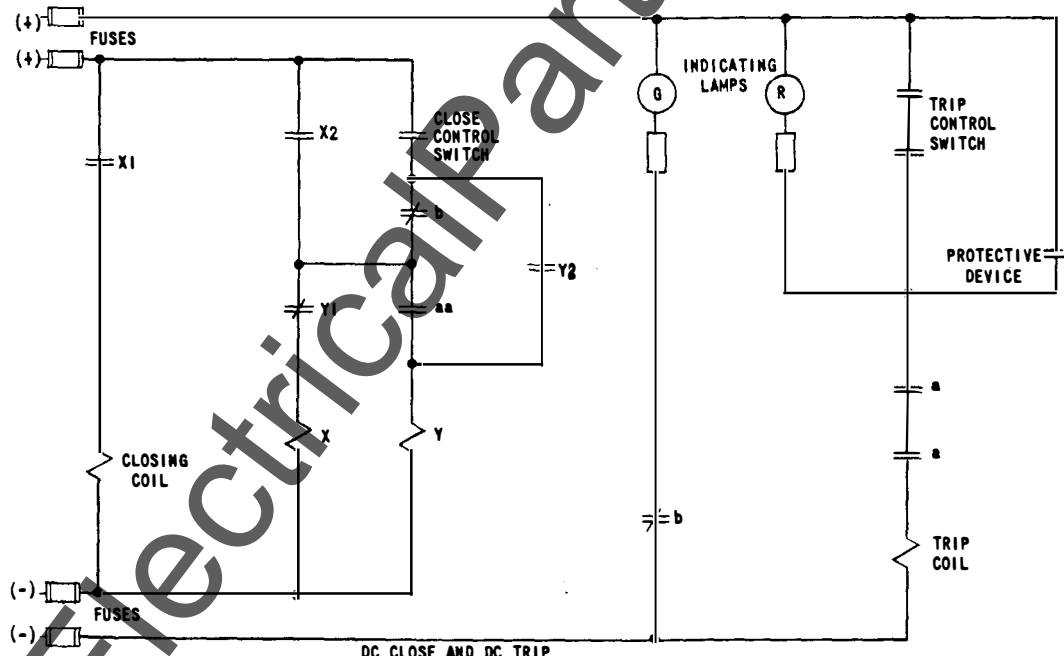 (+)
FUSES
(+)
INDICATING
LAMPS
G
R
TRIP
CONTROL
SWITCH
X1
X2
CLOSE
CONTROL
SWITCH
b
Y2
PROTECTIVE
DEVICE
Y1
aa
a
X
Y
a
CLOSING
COIL
b
TRIP
COIL
(-)
FUSES
(-)
DC CLOSE AND DC TRIP